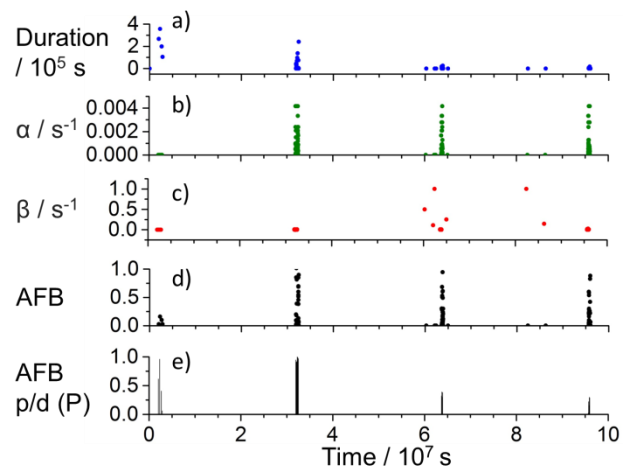 a)
Duration
/ 10⁵ s
4
2
0
b)
α / s⁻¹
0.004
0.002
0.000
c)
β / s⁻¹
1.0
0.5
0.0
d)
AFB
1.0
0.5
0.0
e)
AFB
p/d (P)
1.0
0.5
0.0
0 2 4 6 8 10
Time / 10⁷ s